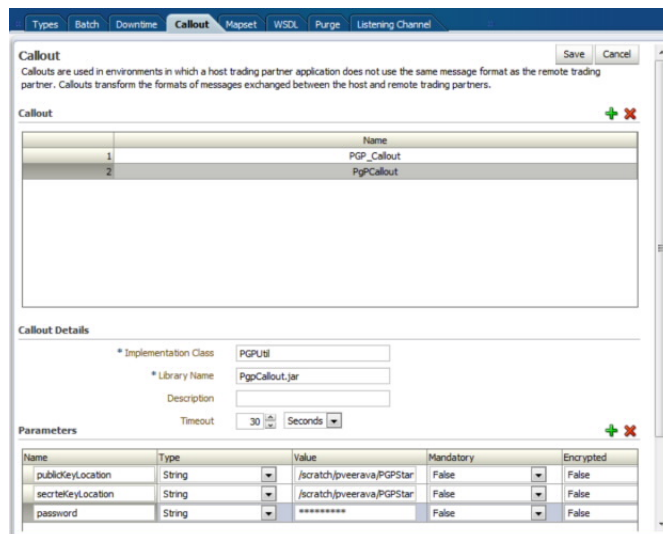 Types Batch Downtime Callout Mapset WSDL Purge Listening Channel
Callout Save Cancel
Callouts are used in environments in which a host trading partner application does not use the same message format as the remote trading
partner. Callouts transform the formats of messages exchanged between the host and remote trading partners.
Callout
Name
1 PGP_Callout
2 PgPCallout
Callout Details
* Implementation Class PGPUtil
* Library Name PgpCallout.jar
Description
Timeout 30 Seconds
Parameters
Name Type Value Mandatory Encrypted
publicKeyLocation String /scratch/pveerava/PGPStar False False
secrteKeyLocation String /scratch/pveerava/PGPStar False False
password String ********* False False